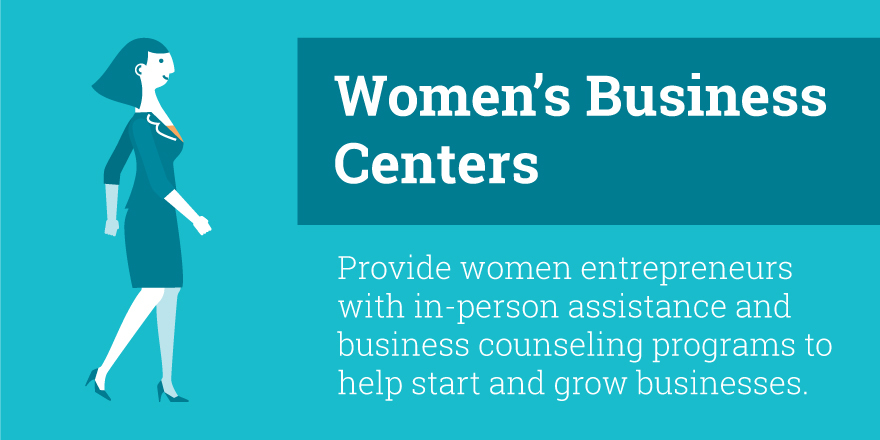 Women’s Business
Centers
Provide women entrepreneurs
with in-person assistance and
business counseling programs to
help start and grow businesses.